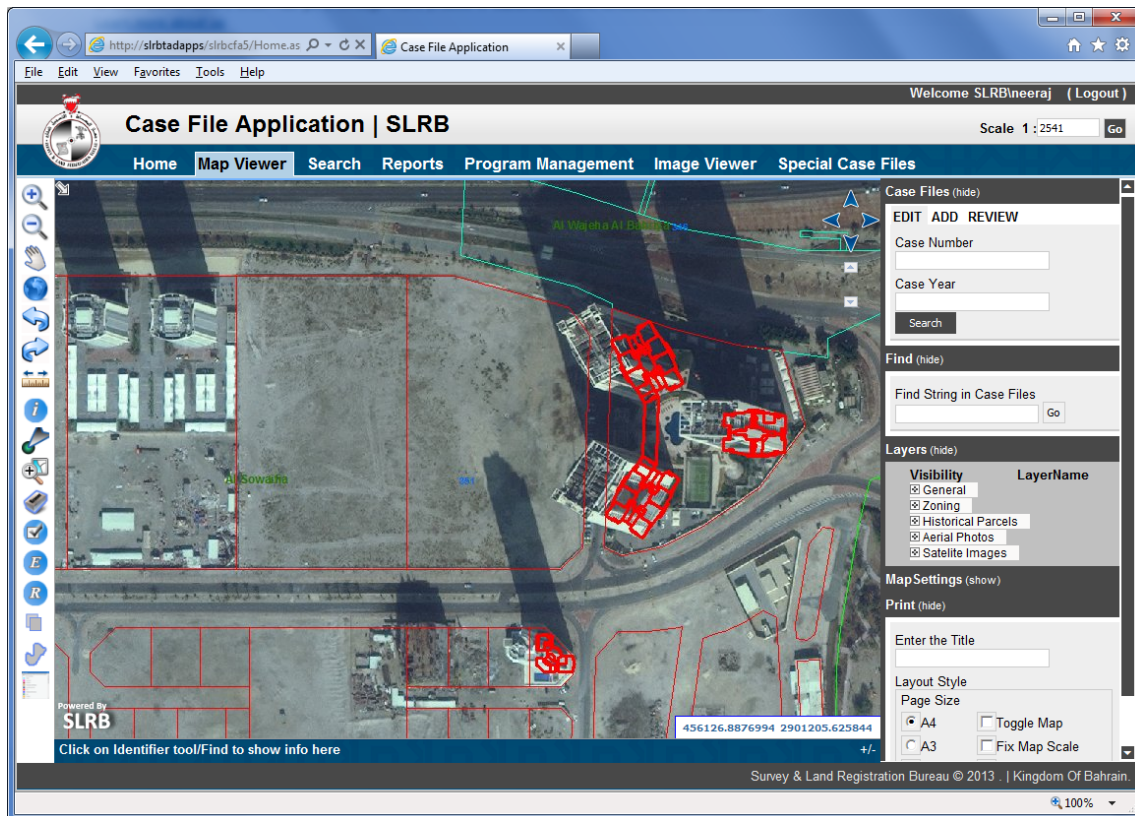 http://slrbtadapps/slrbcfa5/Home.as
Case File Application
File Edit View Favorites Tools Help
Welcome SLRB\neeraj ( Logout )
Case File Application | SLRB
Scale 1 : 2541 Go
Home Map Viewer Search Reports Program Management Image Viewer Special Case Files
Case Files (hide)
EDIT ADD REVIEW
Case Number
Case Year
Search
Find (hide)
Find String in Case Files
Go
Layers (hide)
Visibility LayerName
General
Zoning
Historical Parcels
Aerial Photos
Satelite Images
MapSettings (show)
Print (hide)
Enter the Title
Layout Style
Page Size
A4 Toggle Map
A3 Fix Map Scale
Al Wajeha Al
351
i
E
R
Powered By
SLRB
456126.8876994 2901205.625844
Click on Identifier tool/Find to show info here +/-
Survey & Land Registration Bureau © 2013 . | Kingdom Of Bahrain.
100%